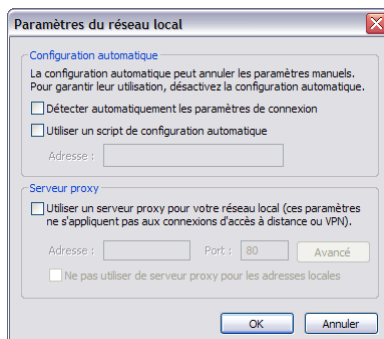 Paramètres du réseau local
Configuration automatique
La configuration automatique peut annuler les paramètres manuels.
Pour garantir leur utilisation, désactivez la configuration automatique.
Détecter automatiquement les paramètres de connexion
Utiliser un script de configuration automatique
Adresse :
Serveur proxy
Utiliser un serveur proxy pour votre réseau local (ces paramètres
ne s'appliquent pas aux connexions d'accès à distance ou VPN).
Adresse : Port : 80 Avancé
Ne pas utiliser de serveur proxy pour les adresses locales
OK Annuler